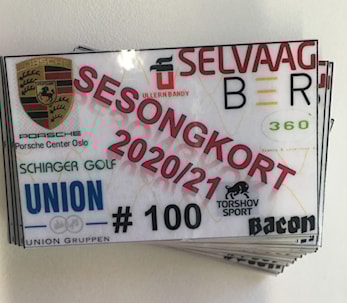 SELVAAG
ULLERN BANDY
BER
360
PORSCHE
Porsche Center Oslo
SESONGKORT
2020/21
SCHIAGER GOLF
UNION
UNION GRUPPEN
# 100
TORSHOV
SPORT
Bacon